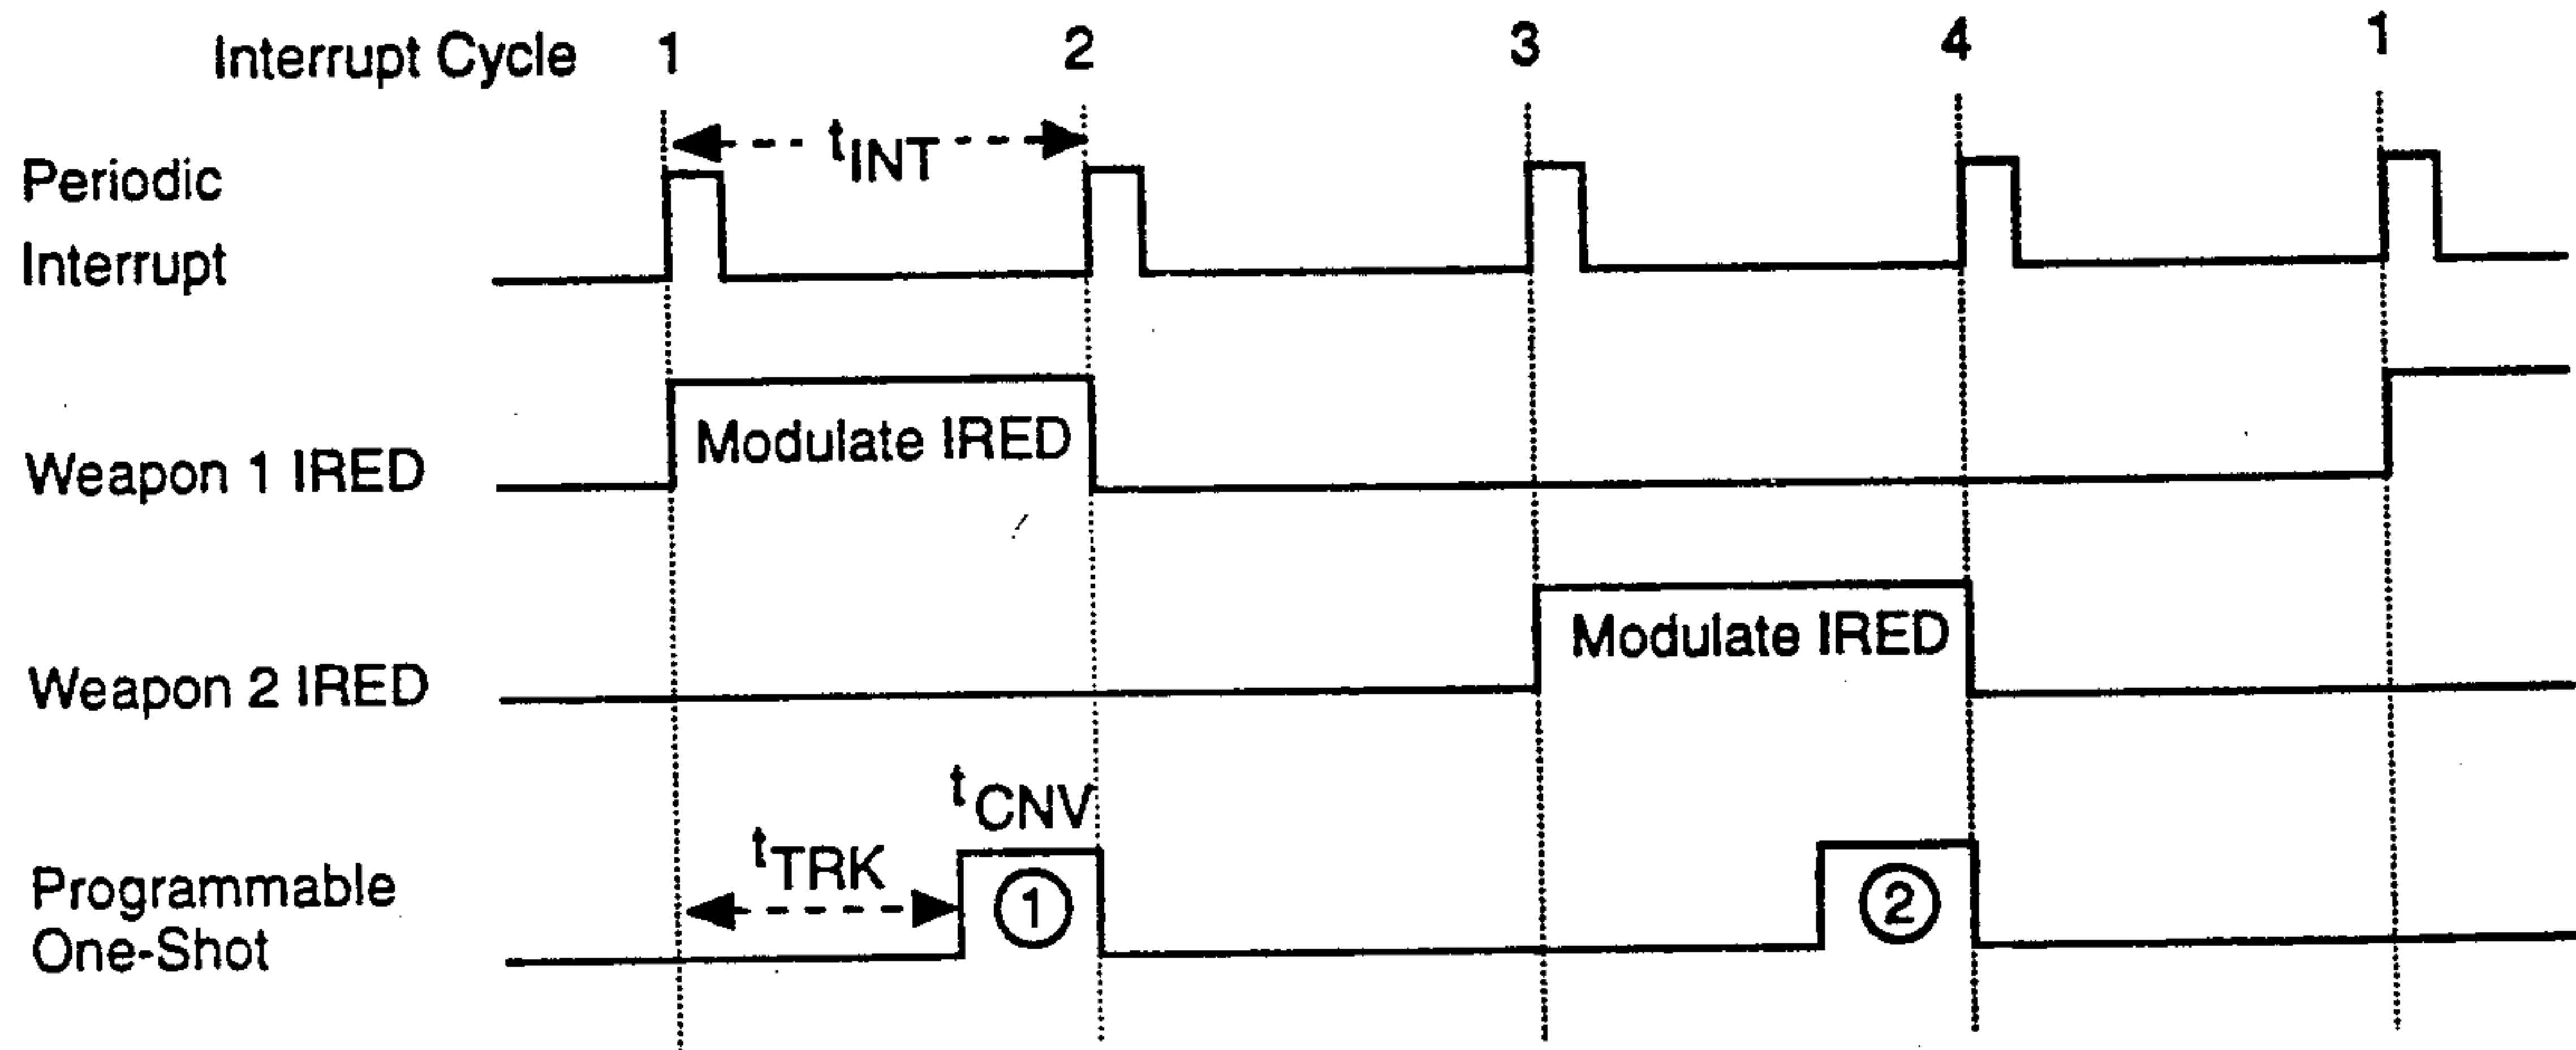 Interrupt Cycle 1 2 3 4 1
Periodic
Interrupt
tINT
Weapon 1 IRED
Modulate IRED
Weapon 2 IRED
Modulate IRED
Programmable
One-Shot
tTRK
tCNV
1
2